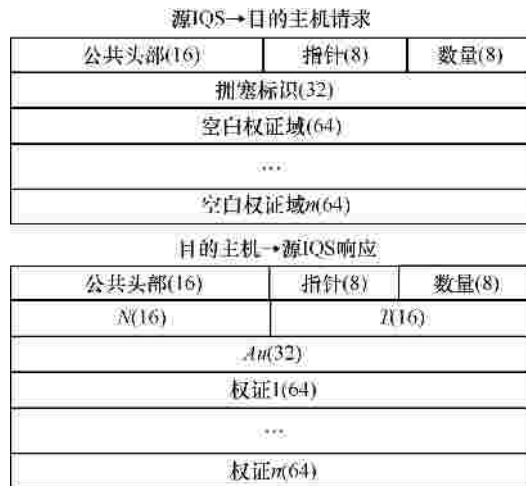 源IQS→目的主机请求
公共头部(16) 指针(8) 数量(8)
拥塞标识(32)
空白权证域(64)
…
空白权证域n(64)
目的主机→源IQS响应
公共头部(16) 指针(8) 数量(8)
N(16) T(16)
Au(32)
权证1(64)
…
权证n(64)